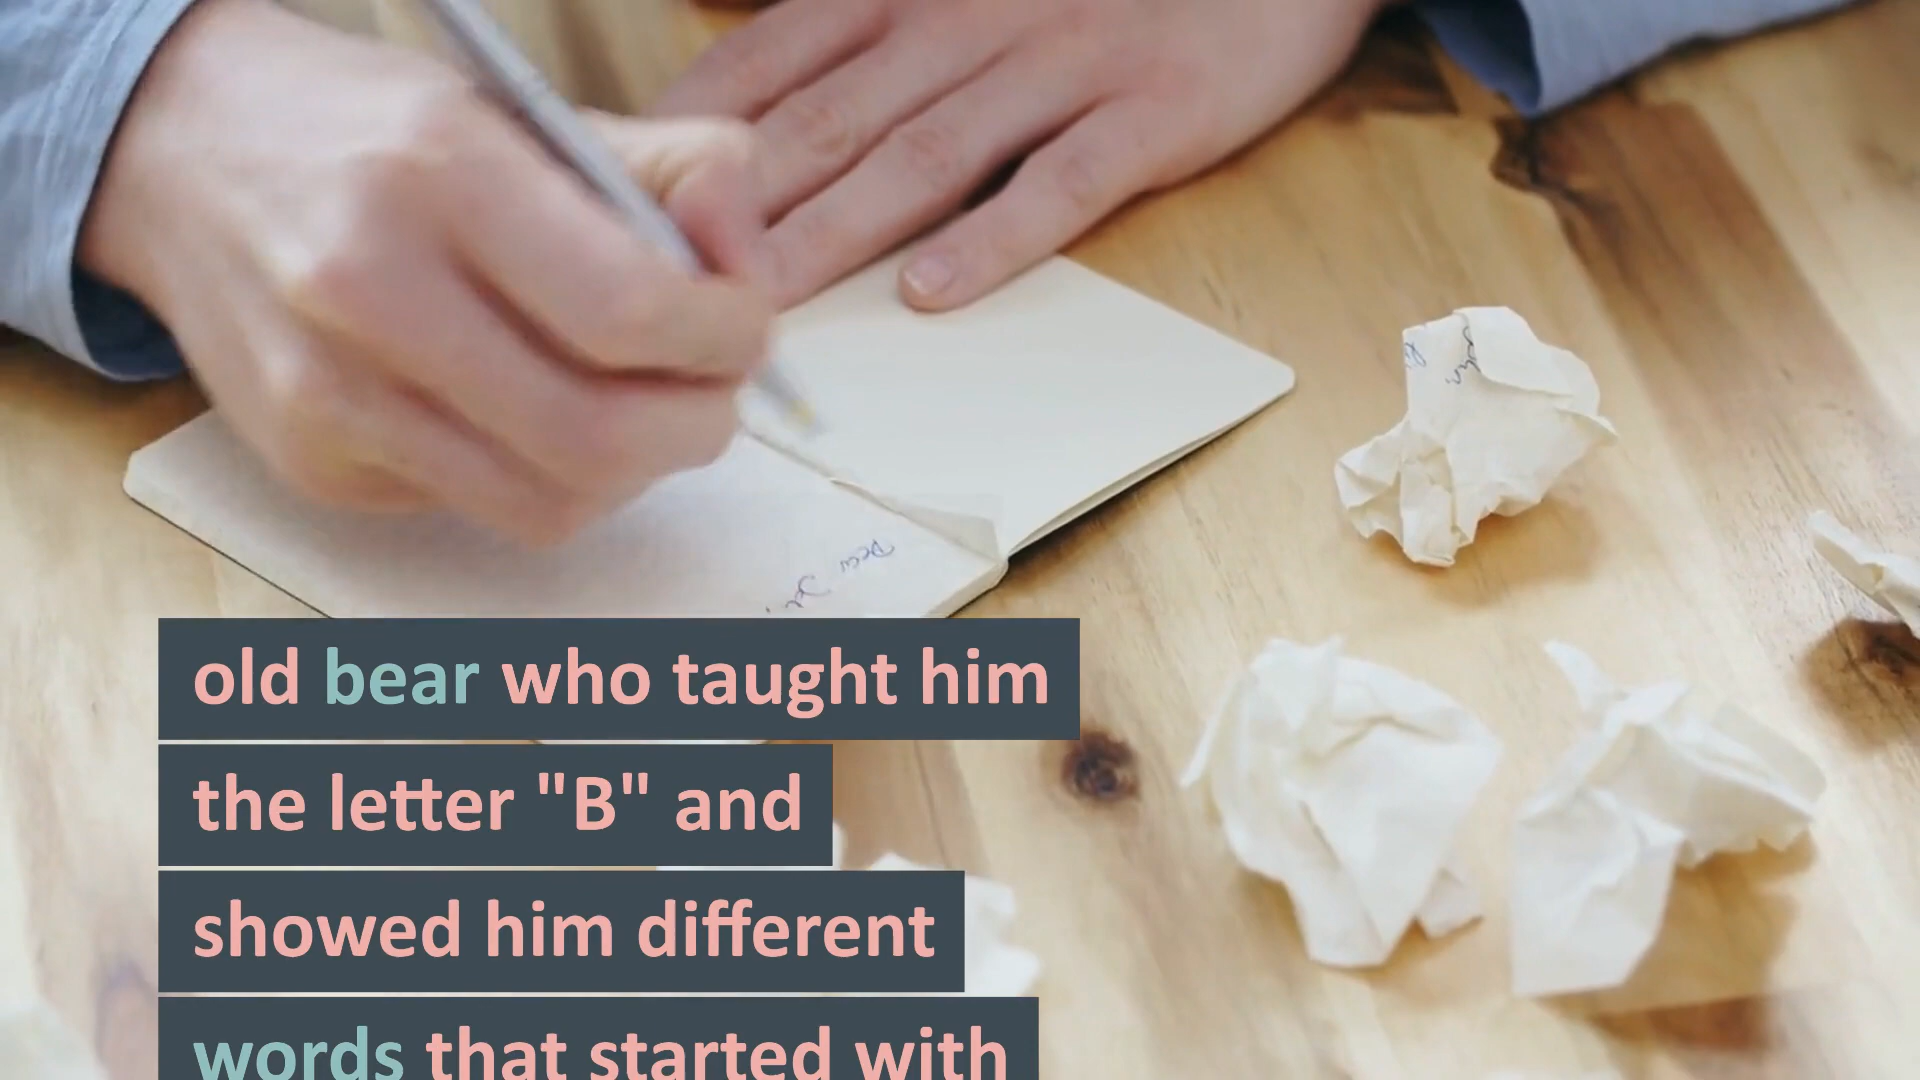 old bear who taught him
the letter "B" and
showed him different
words that started with